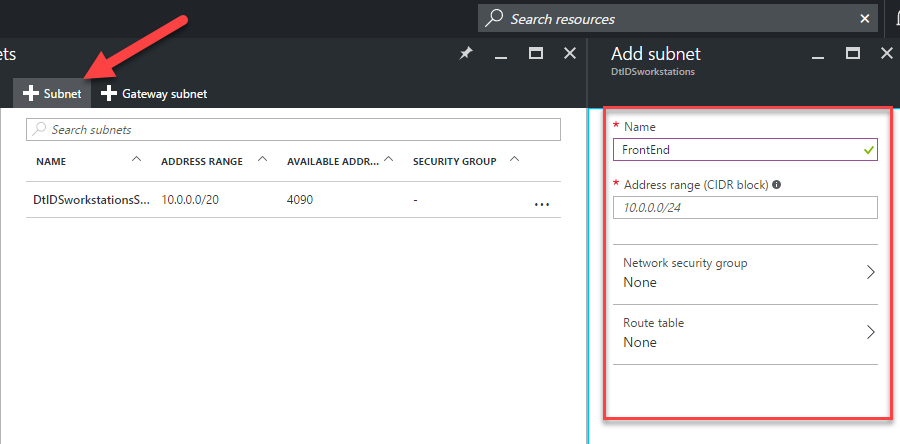 Search resources
ets
Subnet
Gateway subnet
Search subnets
NAME ADDRESS RANGE AVAILABLE ADDR... SECURITY GROUP
DtIDSworkstationsS... 10.0.0.0/20 4090 - ...
Add subnet
DtIDSworkstations
* Name
FrontEnd
* Address range (CIDR block)
10.0.0.0/24
Network security group
None
Route table
None